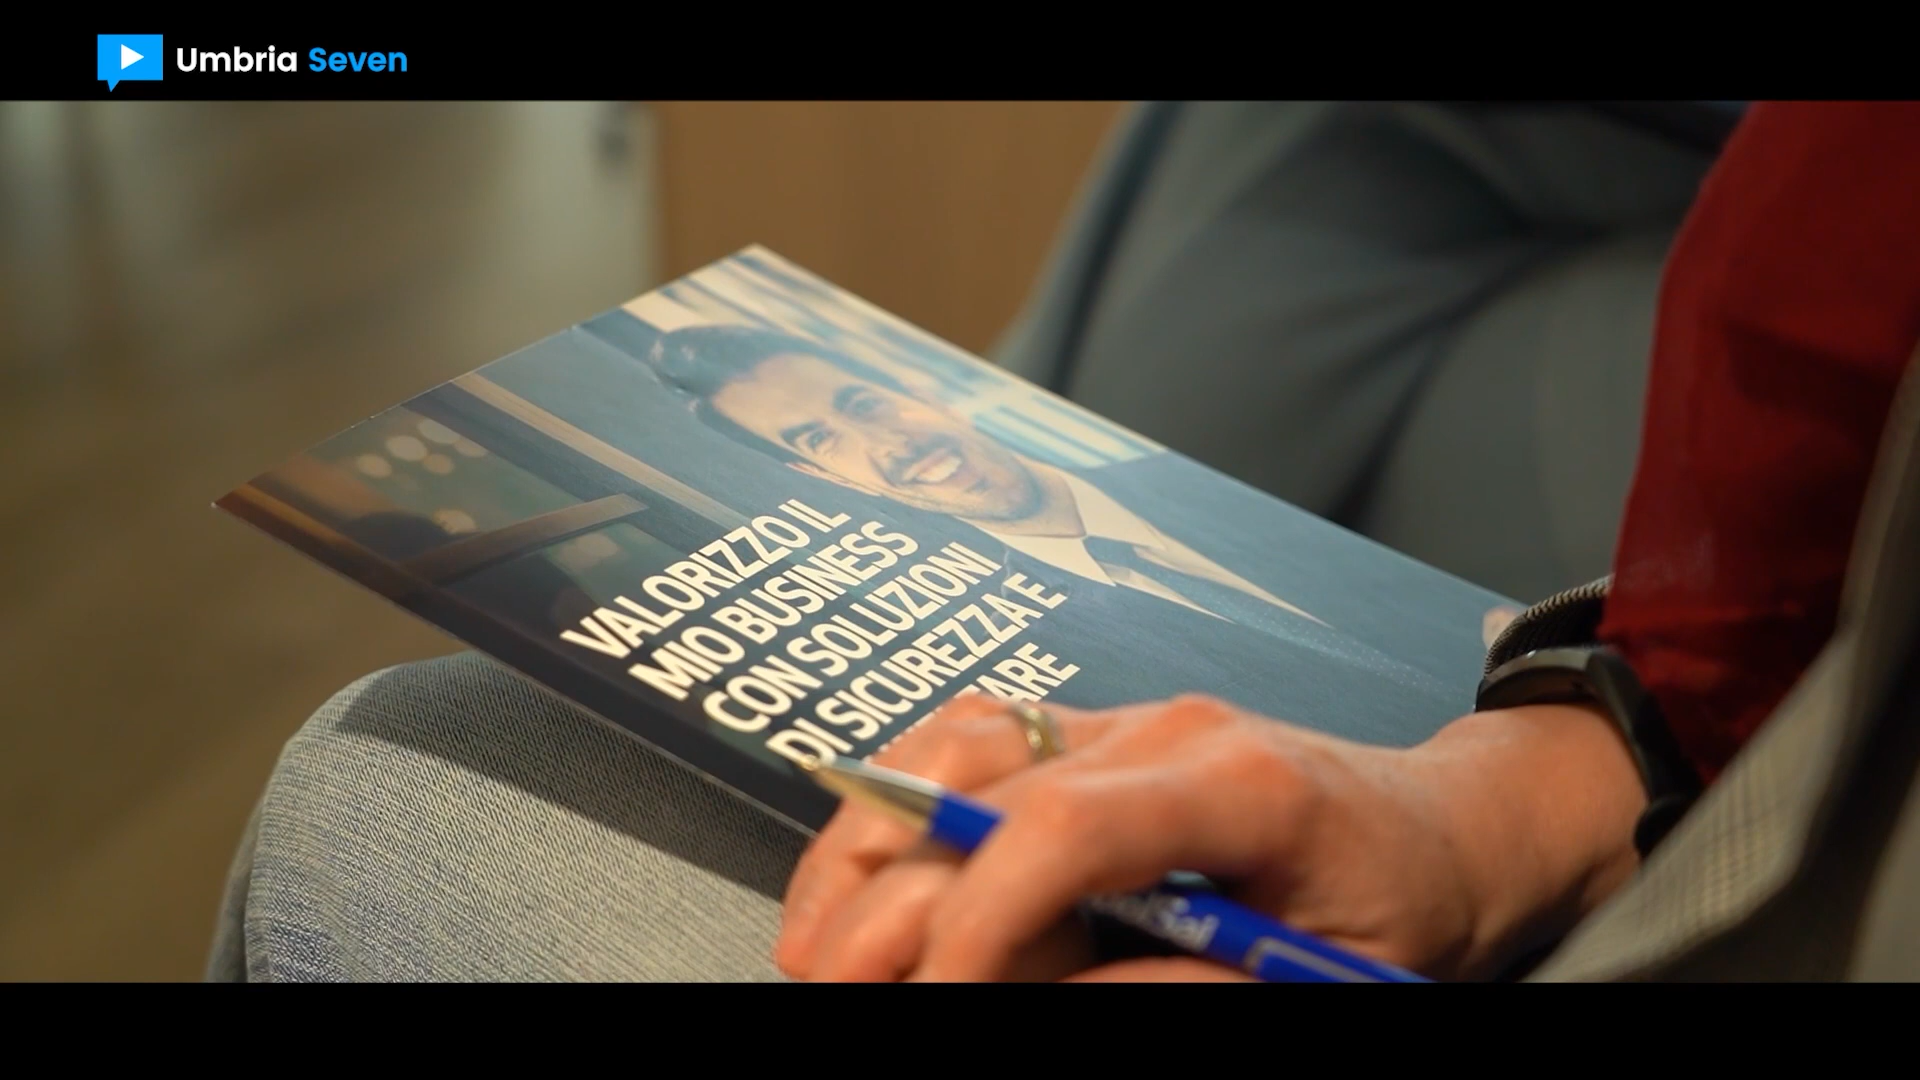 Umbria Seven
VALORIZZO IL
MIO BUSINESS
CON SOLUZIONI
DI SICUREZZA E